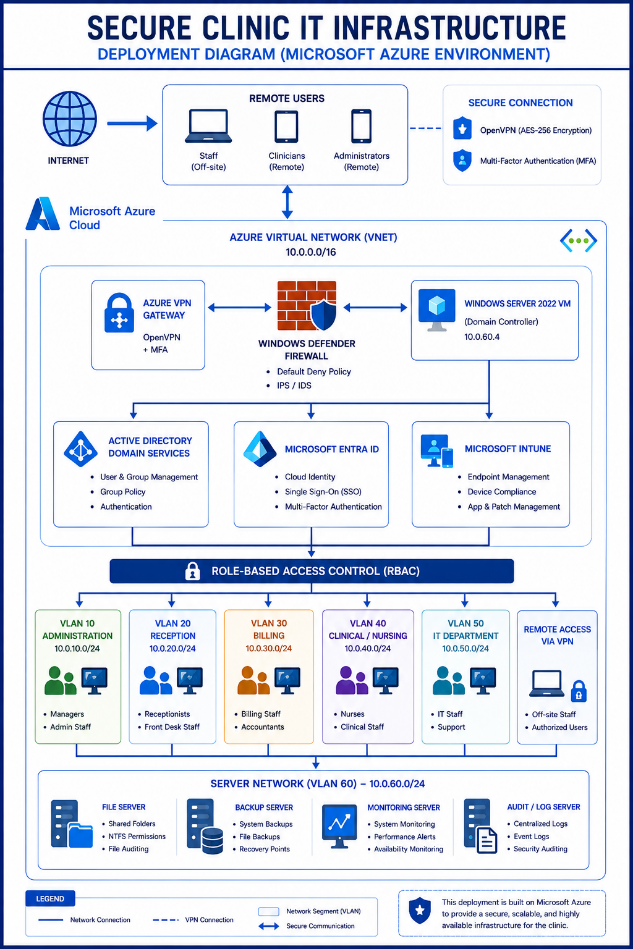 SECURE CLINIC IT INFRASTRUCTURE
DEPLOYMENT DIAGRAM (MICROSOFT AZURE ENVIRONMENT)
INTERNET
REMOTE USERS
Staff
(Off-site)
Clinicians
(Remote)
Administrators
(Remote)
SECURE CONNECTION
OpenVPN (AES-256 Encryption)
Multi-Factor Authentication (MFA)
Microsoft Azure
Cloud
AZURE VIRTUAL NETWORK (VNET)
10.0.0.0/16
AZURE VPN
GATEWAY
OpenVPN
+ MFA
WINDOWS DEFENDER
FIREWALL
• Default Deny Policy
• IPS / IDS
WINDOWS SERVER 2022 VM
(Domain Controller)
10.0.60.4
ACTIVE DIRECTORY
DOMAIN SERVICES
• User & Group Management
• Group Policy
• Authentication
MICROSOFT ENTRA ID
• Cloud Identity
• Single Sign-On (SSO)
• Multi-Factor Authentication
MICROSOFT INTUNE
• Endpoint Management
• Device Compliance
• App & Patch Management
ROLE-BASED ACCESS CONTROL (RBAC)
VLAN 10
ADMINISTRATION
10.0.10.0/24
• Managers
• Admin Staff
VLAN 20
RECEPTION
10.0.20.0/24
• Receptionists
• Front Desk Staff
VLAN 30
BILLING
10.0.30.0/24
• Billing Staff
• Accountants
VLAN 40
CLINICAL / NURSING
10.0.40.0/24
• Nurses
• Clinical Staff
VLAN 50
IT DEPARTMENT
10.0.50.0/24
• IT Staff
• Support
REMOTE ACCESS
VIA VPN
• Off-site Staff
• Authorized Users
SERVER NETWORK (VLAN 60) – 10.0.60.0/24
FILE SERVER
• Shared Folders
• NTFS Permissions
• File Auditing
BACKUP SERVER
• System Backups
• File Backups
• Recovery Points
MONITORING SERVER
• System Monitoring
• Performance Alerts
• Availability Monitoring
AUDIT / LOG SERVER
• Centralized Logs
• Event Logs
• Security Auditing
LEGEND
Network Connection
VPN Connection
Network Segment (VLAN)
Secure Communication
This deployment is built on Microsoft Azure
to provide a secure, scalable, and highly
available infrastructure for the clinic.